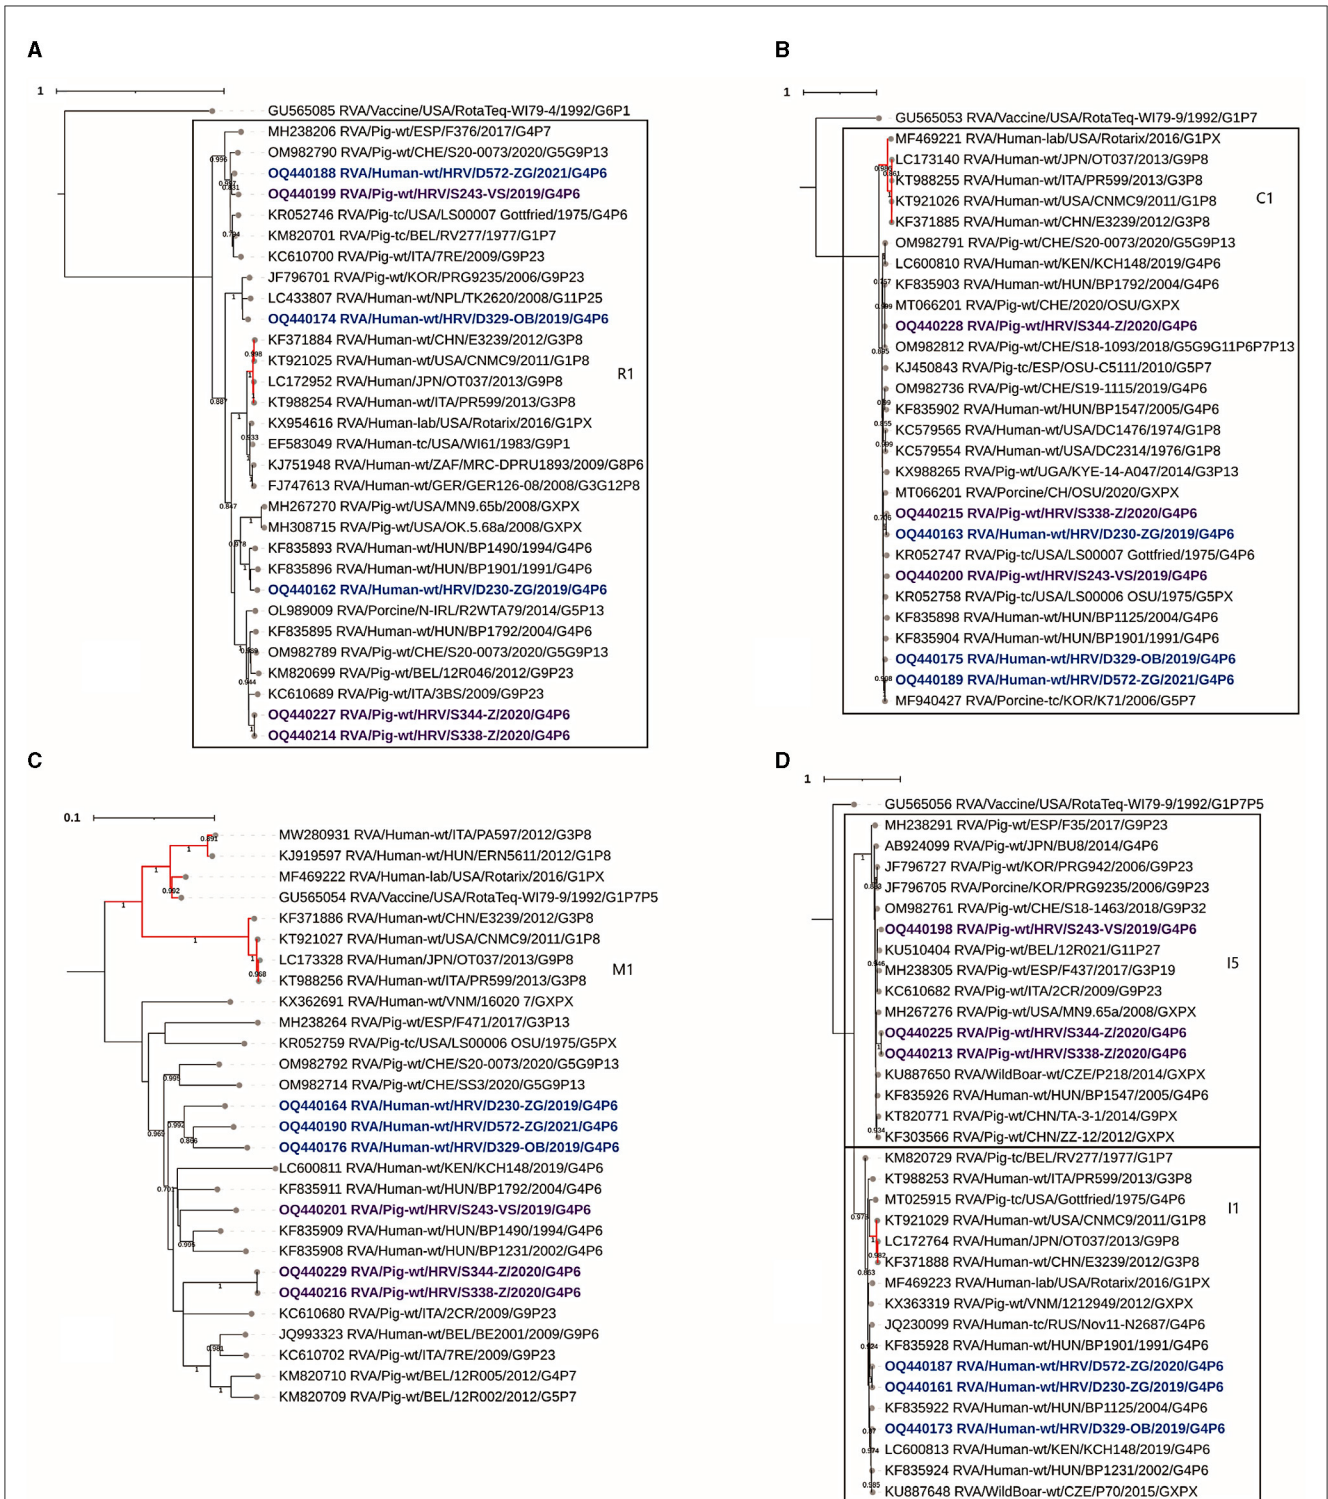 A
1
GU565085 RVA/Vaccine/USA/RotaTeq-WI79-4/1992/G6P1
MH238206 RVA/Pig-wt/ESP/F376/2017/G4P7
OM982790 RVA/Pig-wt/CHE/S20-0073/2020/G5G9P13
OQ440188 RVA/Human-wt/HRV/D572-ZG/2021/G4P6
OQ440199 RVA/Pig-wt/HRV/S243-VS/2019/G4P6
KR052746 RVA/Pig-tc/USA/LS00007 Gottfried/1975/G4P6
KM820701 RVA/Pig-tc/BEL/RV277/1977/G1P7
KC610700 RVA/Pig-wt/ITA/7RE/2009/G9P23
JF796701 RVA/Pig-wt/KOR/PRG9235/2006/G9P23
LC433807 RVA/Human-wt/NPL/TK2620/2008/G11P25
OQ440174 RVA/Human-wt/HRV/D329-OB/2019/G4P6
KF371884 RVA/Human-wt/CHN/E3239/2012/G3P8
KT921025 RVA/Human-wt/USA/CNMC9/2011/G1P8
LC172952 RVA/Human/JPN/OT037/2013/G9P8
KT988254 RVA/Human-wt/ITA/PR599/2013/G3P8
KX954616 RVA/Human-lab/USA/Rotarix/2016/G1PX
EF583049 RVA/Human-tc/USA/WI61/1983/G9P1
KJ751948 RVA/Human-wt/ZAF/MRC-DPRU1893/2009/G8P6
FJ747613 RVA/Human-wt/GER/GER126-08/2008/G3G12P8
MH267270 RVA/Pig-wt/USA/MN9.65b/2008/GXPX
MH308715 RVA/Pig-wt/USA/OK.5.68a/2008/GXPX
KF835893 RVA/Human-wt/HUN/BP1490/1994/G4P6
KF835896 RVA/Human-wt/HUN/BP1901/1991/G4P6
OQ440162 RVA/Human-wt/HRV/D230-ZG/2019/G4P6
OL989009 RVA/Porcine/N-IRL/R2WTA79/2014/G5P13
KF835895 RVA/Human-wt/HUN/BP1792/2004/G4P6
OM982789 RVA/Pig-wt/CHE/S20-0073/2020/G5G9P13
KM820699 RVA/Pig-wt/BEL/12R046/2012/G9P23
KC610689 RVA/Pig-wt/ITA/3BS/2009/G9P23
OQ440227 RVA/Pig-wt/HRV/S344-Z/2020/G4P6
OQ440214 RVA/Pig-wt/HRV/S338-Z/2020/G4P6
R1
0.996
0.831
0.794
1
0.887
0.998
1
1
0.933
0.847
1
0.978
1
0.944
1
B
1
GU565053 RVA/Vaccine/USA/RotaTeq-WI79-9/1992/G1P7
MF469221 RVA/Human-lab/USA/Rotarix/2016/G1PX
LC173140 RVA/Human-wt/JPN/OT037/2013/G9P8
KT988255 RVA/Human-wt/ITA/PR599/2013/G3P8
KT921026 RVA/Human-wt/USA/CNMC9/2011/G1P8
KF371885 RVA/Human-wt/CHN/E3239/2012/G3P8
OM982791 RVA/Pig-wt/CHE/S20-0073/2020/G5G9P13
LC600810 RVA/Human-wt/KEN/KCH148/2019/G4P6
KF835903 RVA/Human-wt/HUN/BP1792/2004/G4P6
MT066201 RVA/Pig-wt/CHE/2020/OSU/GXPX
OQ440228 RVA/Pig-wt/HRV/S344-Z/2020/G4P6
OM982812 RVA/Pig-wt/CHE/S18-1093/2018/G5G9G11P6P7P13
KJ450843 RVA/Pig-tc/ESP/OSU-C5111/2010/G5P7
OM982736 RVA/Pig-wt/CHE/S19-1115/2019/G4P6
KF835902 RVA/Human-wt/HUN/BP1547/2005/G4P6
KC579565 RVA/Human-wt/USA/DC1476/1974/G1P8
KC579554 RVA/Human-wt/USA/DC2314/1976/G1P8
KX988265 RVA/Pig-wt/UGA/KYE-14-A047/2014/G3P13
MT066201 RVA/Porcine/CH/OSU/2020/GXPX
OQ440215 RVA/Pig-wt/HRV/S338-Z/2020/G4P6
OQ440163 RVA/Human-wt/HRV/D230-ZG/2019/G4P6
KR052747 RVA/Pig-tc/USA/LS00007 Gottfried/1975/G4P6
OQ440200 RVA/Pig-wt/HRV/S243-VS/2019/G4P6
KR052758 RVA/Pig-tc/USA/LS00006 OSU/1975/G5PX
KF835898 RVA/Human-wt/HUN/BP1125/2004/G4P6
KF835904 RVA/Human-wt/HUN/BP1901/1991/G4P6
OQ440175 RVA/Human-wt/HRV/D329-OB/2019/G4P6
OQ440189 RVA/Human-wt/HRV/D572-ZG/2021/G4P6
MF940427 RVA/Porcine-tc/KOR/K71/2006/G5P7
C1
C
0.1
MW280931 RVA/Human-wt/ITA/PA597/2012/G3P8
KJ919597 RVA/Human-wt/HUN/ERN5611/2012/G1P8
MF469222 RVA/Human-lab/USA/Rotarix/2016/G1PX
GU565054 RVA/Vaccine/USA/RotaTeq-WI79-9/1992/G1P7P5
KF371886 RVA/Human-wt/CHN/E3239/2012/G3P8
KT921027 RVA/Human-wt/USA/CNMC9/2011/G1P8
LC173328 RVA/Human/JPN/OT037/2013/G9P8
KT988256 RVA/Human-wt/ITA/PR599/2013/G3P8
KX362691 RVA/Human-wt/VNM/16020 7/GXPX
MH238264 RVA/Pig-wt/ESP/F471/2017/G3P13
KR052759 RVA/Pig-tc/USA/LS00006 OSU/1975/G5PX
OM982792 RVA/Pig-wt/CHE/S20-0073/2020/G5G9P13
OM982714 RVA/Pig-wt/CHE/SS3/2020/G5G9P13
OQ440164 RVA/Human-wt/HRV/D230-ZG/2019/G4P6
OQ440190 RVA/Human-wt/HRV/D572-ZG/2021/G4P6
OQ440176 RVA/Human-wt/HRV/D329-OB/2019/G4P6
LC600811 RVA/Human-wt/KEN/KCH148/2019/G4P6
KF835911 RVA/Human-wt/HUN/BP1792/2004/G4P6
OQ440201 RVA/Pig-wt/HRV/S243-VS/2019/G4P6
KF835909 RVA/Human-wt/HUN/BP1490/1994/G4P6
KF835908 RVA/Human-wt/HUN/BP1231/2002/G4P6
OQ440229 RVA/Pig-wt/HRV/S344-Z/2020/G4P6
OQ440216 RVA/Pig-wt/HRV/S338-Z/2020/G4P6
KC610680 RVA/Pig-wt/ITA/2CR/2009/G9P23
JQ993323 RVA/Human-wt/BEL/BE2001/2009/G9P6
KC610702 RVA/Pig-wt/ITA/7RE/2009/G9P23
KM820710 RVA/Pig-wt/BEL/12R005/2012/G4P7
KM820709 RVA/Pig-wt/BEL/12R002/2012/G5P7
M1
0.891
1
1
0.992
1
1
0.968
0.995
0.992
0.866
0.969
0.701
0.996
1
0.981
1
1
D
1
GU565056 RVA/Vaccine/USA/RotaTeq-WI79-9/1992/G1P7P5
MH238291 RVA/Pig-wt/ESP/F35/2017/G9P23
AB924099 RVA/Pig-wt/JPN/BU8/2014/G4P6
JF796727 RVA/Pig-wt/KOR/PRG942/2006/G9P23
JF796705 RVA/Porcine/KOR/PRG9235/2006/G9P23
OM982761 RVA/Pig-wt/CHE/S18-1463/2018/G9P32
OQ440198 RVA/Pig-wt/HRV/S243-VS/2019/G4P6
KU510404 RVA/Pig-wt/BEL/12R021/G11P27
MH238305 RVA/Pig-wt/ESP/F437/2017/G3P19
KC610682 RVA/Pig-wt/ITA/2CR/2009/G9P23
MH267276 RVA/Pig-wt/USA/MN9.65a/2008/GXPX
OQ440225 RVA/Pig-wt/HRV/S344-Z/2020/G4P6
OQ440213 RVA/Pig-wt/HRV/S338-Z/2020/G4P6
KU887650 RVA/WildBoar-wt/CZE/P218/2014/GXPX
KF835926 RVA/Human-wt/HUN/BP1547/2005/G4P6
KT820771 RVA/Pig-wt/CHN/TA-3-1/2014/G9PX
KF303566 RVA/Pig-wt/CHN/ZZ-12/2012/GXPX
I5
KM820729 RVA/Pig-tc/BEL/RV277/1977/G1P7
KT988253 RVA/Human-wt/ITA/PR599/2013/G3P8
MT025915 RVA/Pig-tc/USA/Gottfried/1975/G4P6
KT921029 RVA/Human-wt/USA/CNMC9/2011/G1P8
LC172764 RVA/Human/JPN/OT037/2013/G9P8
KF371888 RVA/Human-wt/CHN/E3239/2012/G3P8
MF469223 RVA/Human-lab/USA/Rotarix/2016/G1PX
KX363319 RVA/Pig-wt/VNM/1212949/2012/GXPX
JQ230099 RVA/Human-tc/RUS/Nov11-N2687/G4P6
KF835928 RVA/Human-wt/HUN/BP1901/1991/G4P6
OQ440187 RVA/Human-wt/HRV/D572-ZG/2020/G4P6
OQ440161 RVA/Human-wt/HRV/D230-ZG/2019/G4P6
KF835922 RVA/Human-wt/HUN/BP1125/2004/G4P6
OQ440173 RVA/Human-wt/HRV/D329-OB/2019/G4P6
LC600813 RVA/Human-wt/KEN/KCH148/2019/G4P6
KF835924 RVA/Human-wt/HUN/BP1231/2002/G4P6
KU887648 RVA/WildBoar-wt/CZE/P70/2015/GXPX
I1